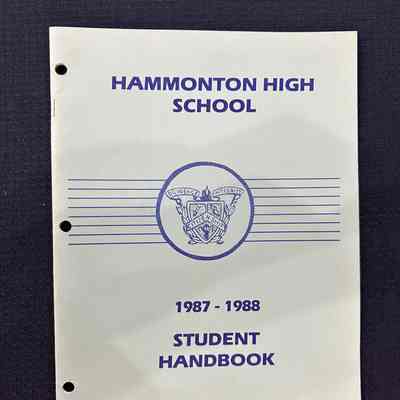 HAMMONTON HIGH
SCHOOL
1987 - 1988
STUDENT
HANDBOOK